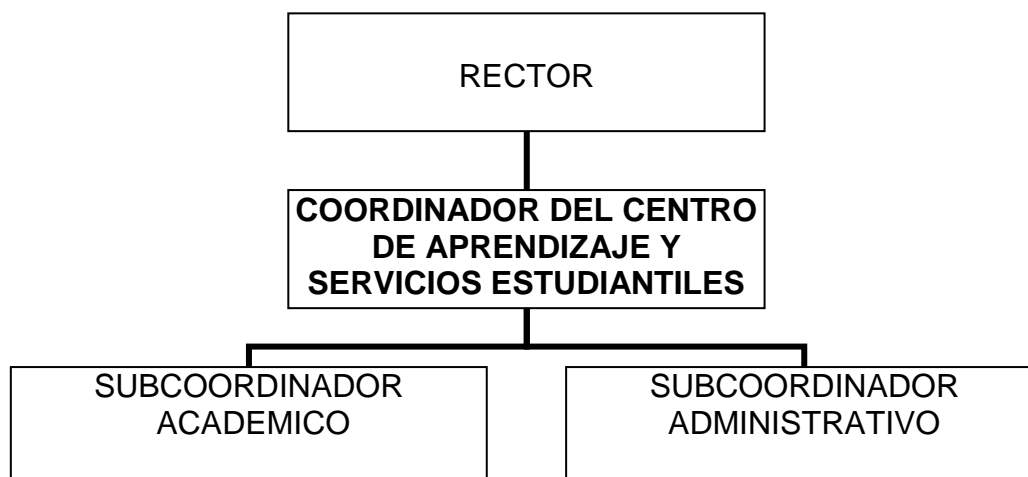 RECTOR
COORDINADOR DEL CENTRO
DE APRENDIZAJE Y
SERVICIOS ESTUDIANTILES
SUBCOORDINADOR
ACADEMICO
SUBCOORDINADOR
ADMINISTRATIVO